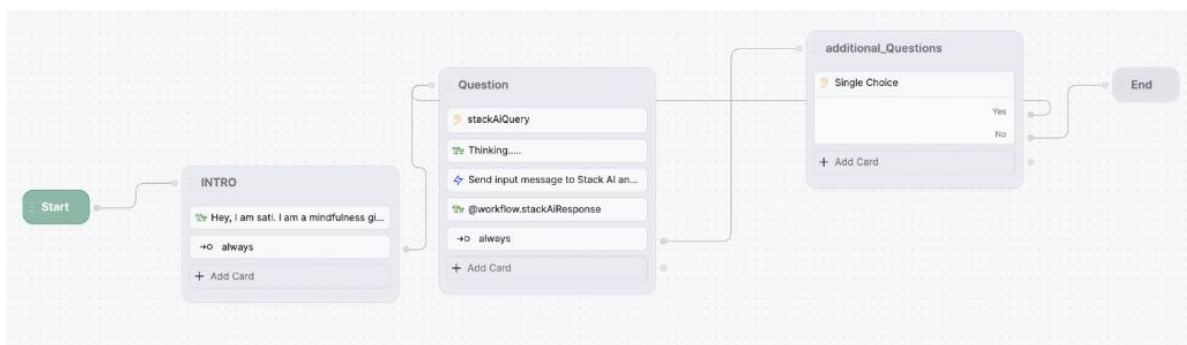 Start
INTRO
Hey, I am sati. I am a mindfulness gi...
always
+ Add Card
Question
stackAiQuery
Thinking.....
Send input message to Stack AI an...
@workflow.stackAiResponse
always
+ Add Card
additional_Questions
Single Choice
Yes
No
+ Add Card
End